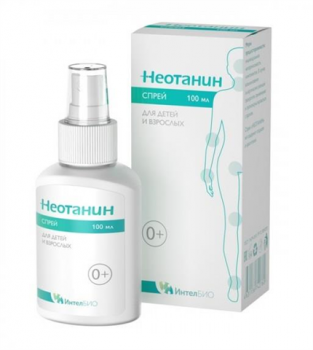 Неотанин
СПРЕЙ 100 мл
ДЛЯ ДЕТЕЙ
И ВЗРОСЛЫХ
0+
Неотанин
СПРЕЙ
100 мл
ДЛЯ ДЕТЕЙ
И ВЗРОСЛЫХ
0+
ИнтелБИО
ИнтелБИО